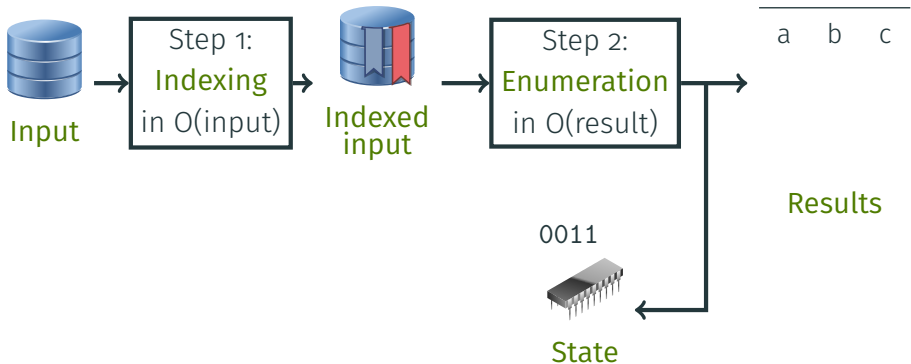 Input
Step 1:
Indexing
in O(input)
Indexed
input
Step 2:
Enumeration
in O(result)
a b c
Results
0011
State